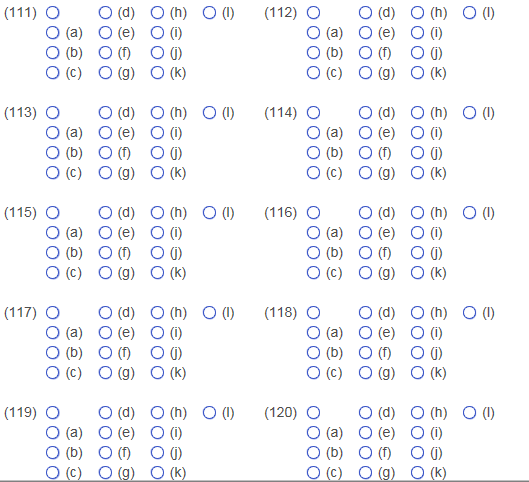 (111) (d) (h) (l) (112) (d) (h) (l)
(a) (e) (i) (a) (e) (i)
(b) (f) (j) (b) (f) (j)
(c) (g) (k) (c) (g) (k)
(113) (d) (h) (l) (114) (d) (h) (l)
(a) (e) (i) (a) (e) (i)
(b) (f) (j) (b) (f) (j)
(c) (g) (k) (c) (g) (k)
(115) (d) (h) (l) (116) (d) (h) (l)
(a) (e) (i) (a) (e) (i)
(b) (f) (j) (b) (f) (j)
(c) (g) (k) (c) (g) (k)
(117) (d) (h) (l) (118) (d) (h) (l)
(a) (e) (i) (a) (e) (i)
(b) (f) (j) (b) (f) (j)
(c) (g) (k) (c) (g) (k)
(119) (d) (h) (l) (120) (d) (h) (l)
(a) (e) (i) (a) (e) (i)
(b) (f) (j) (b) (f) (j)
(c) (g) (k) (c) (g) (k)